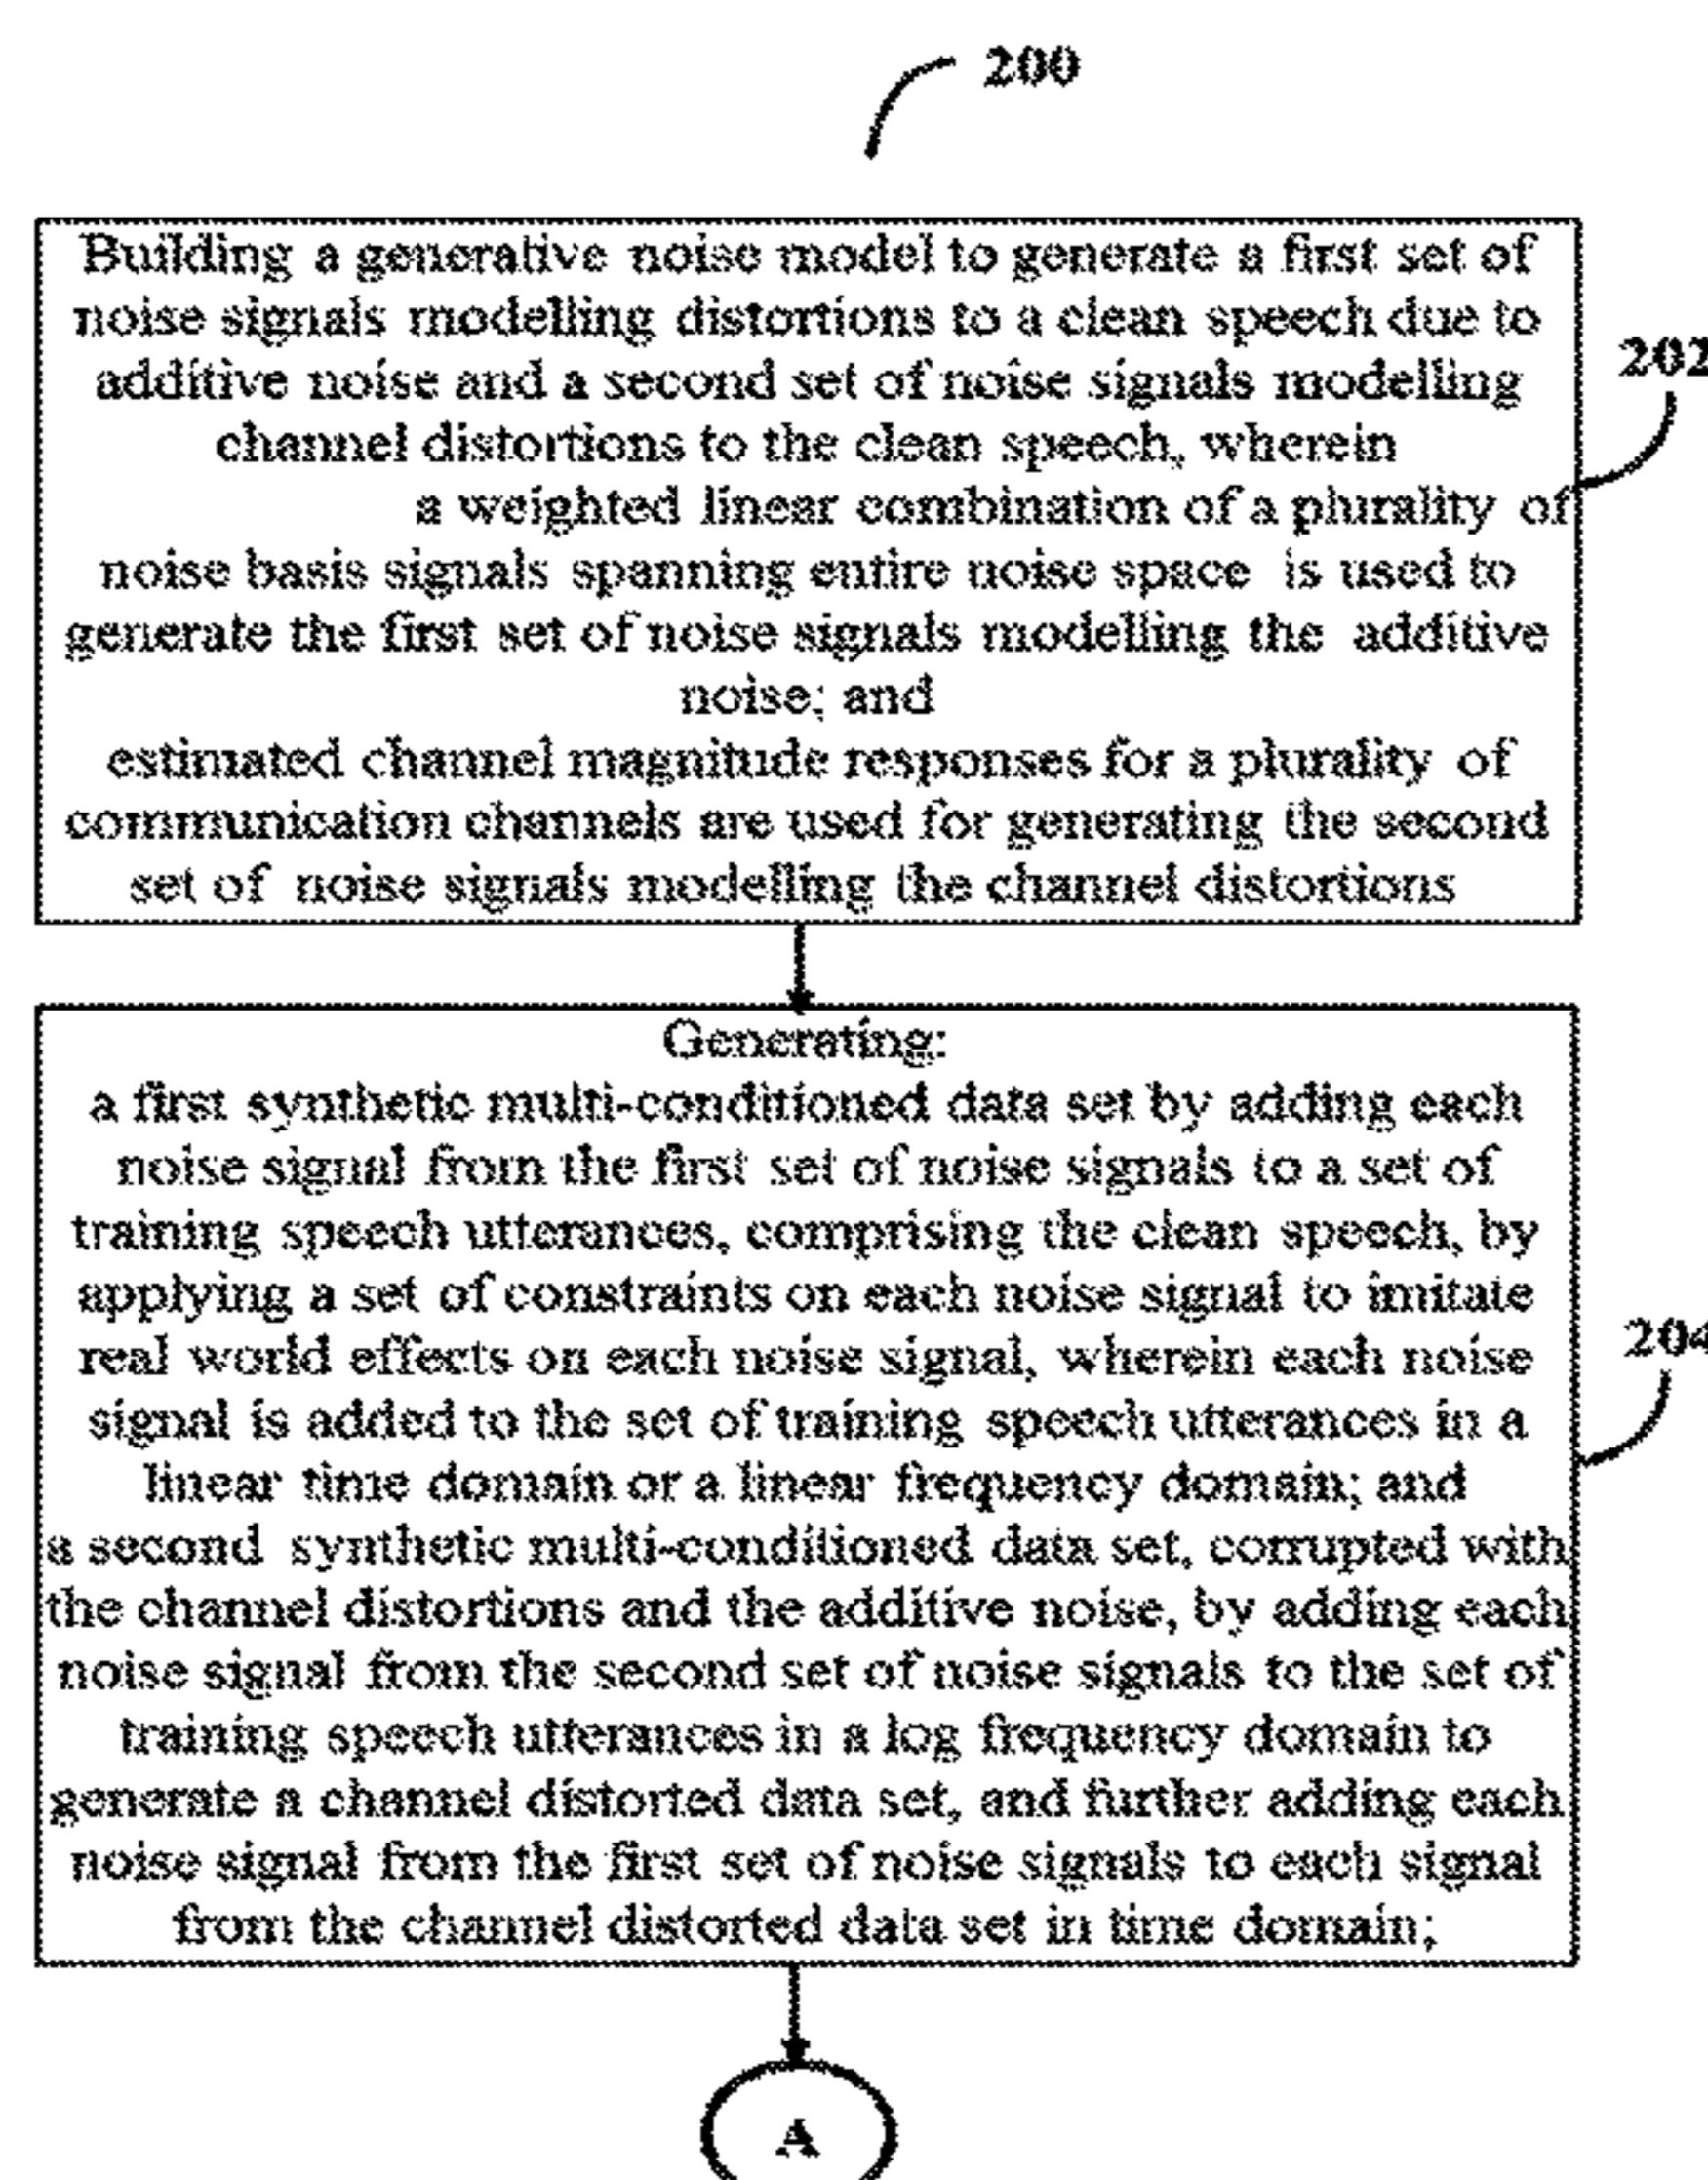 200
Building a generative noise model to generate a first set of
noise signals modelling distortions to a clean speech due to
additive noise and a second set of noise signals modelling
channel distortions to the clean speech, wherein
a weighted linear combination of a plurality of
noise basis signals spanning entire noise space is used to
generate the first set of noise signals modelling the additive
noise; and
estimated channel magnitude responses for a plurality of
communication channels are used for generating the second
set of noise signals modelling the channel distortions
202
Generating:
a first synthetic multi-conditioned data set by adding each
noise signal from the first set of noise signals to a set of
training speech utterances, comprising the clean speech, by
applying a set of constraints on each noise signal to imitate
real world effects on each noise signal, wherein each noise
signal is added to the set of training speech utterances in a
linear time domain or a linear frequency domain; and
a second synthetic multi-conditioned data set, corrupted with
the channel distortions and the additive noise, by adding each
noise signal from the second set of noise signals to the set of
training speech utterances in a log frequency domain to
generate a channel distorted data set, and further adding each
noise signal from the first set of noise signals to each signal
from the channel distorted data set in time domain;
204
A